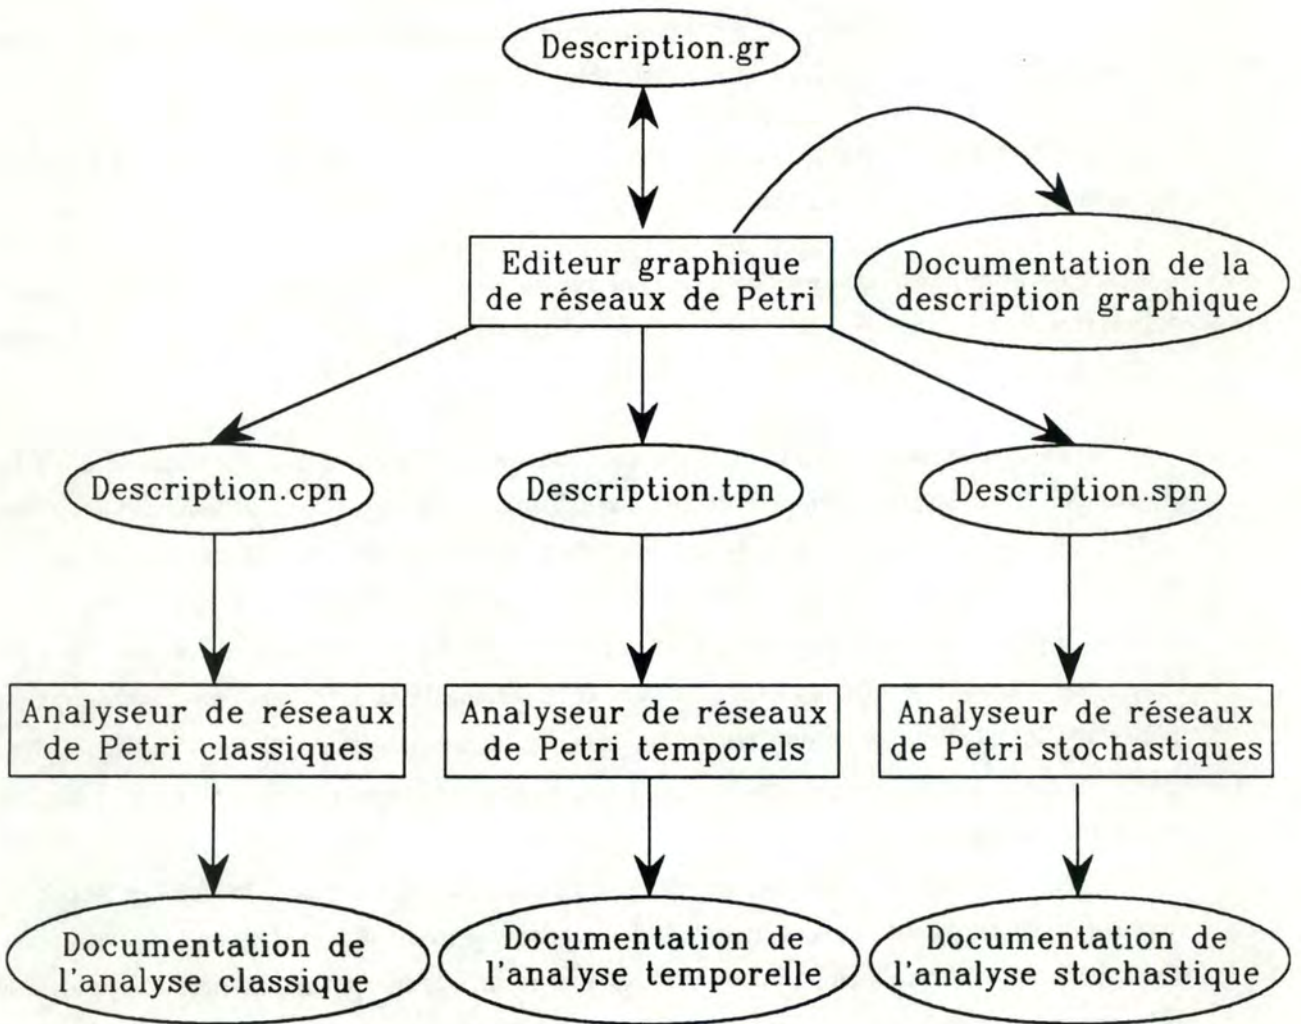 Description.gr
Editeur graphique
de réseaux de Petri
Documentation de la
description graphique
Description.cpn
Description.tpn
Description.spn
Analyseur de réseaux
de Petri classiques
Analyseur de réseaux
de Petri temporels
Analyseur de réseaux
de Petri stochastiques
Documentation de
l'analyse classique
Documentation de
l'analyse temporelle
Documentation de
l'analyse stochastique